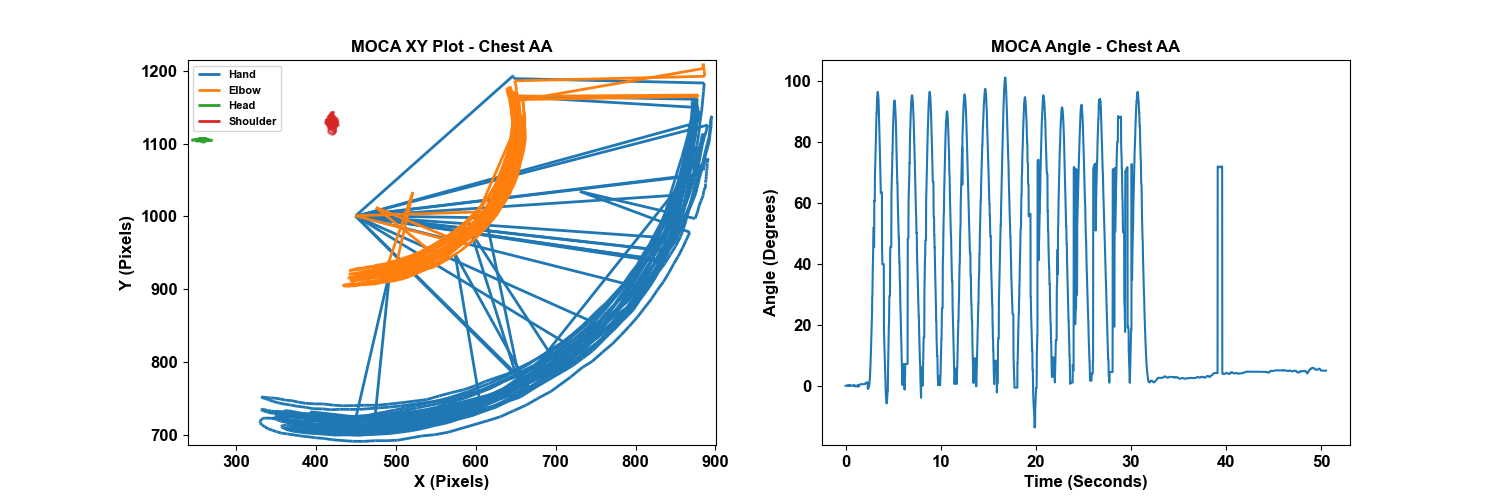 MOCA XY Plot - Chest AA
Y (Pixels)
1200
1100
1000
900
800
700
Hand
Elbow
Head
Shoulder
300 400 500 600 700 800 900
X (Pixels)
MOCA Angle - Chest AA
Angle (Degrees)
100
80
60
40
20
0
0 10 20 30 40 50
Time (Seconds)